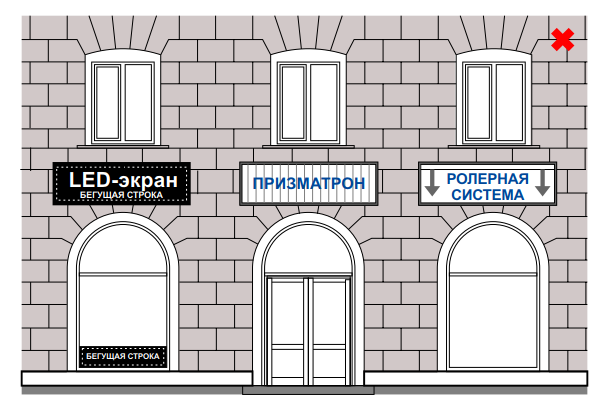 LED-экран
БЕГУЩАЯ СТРОКА
ПРИЗМАТРОН
РОЛЕРНАЯ
СИСТЕМА
БЕГУЩАЯ СТРОКА